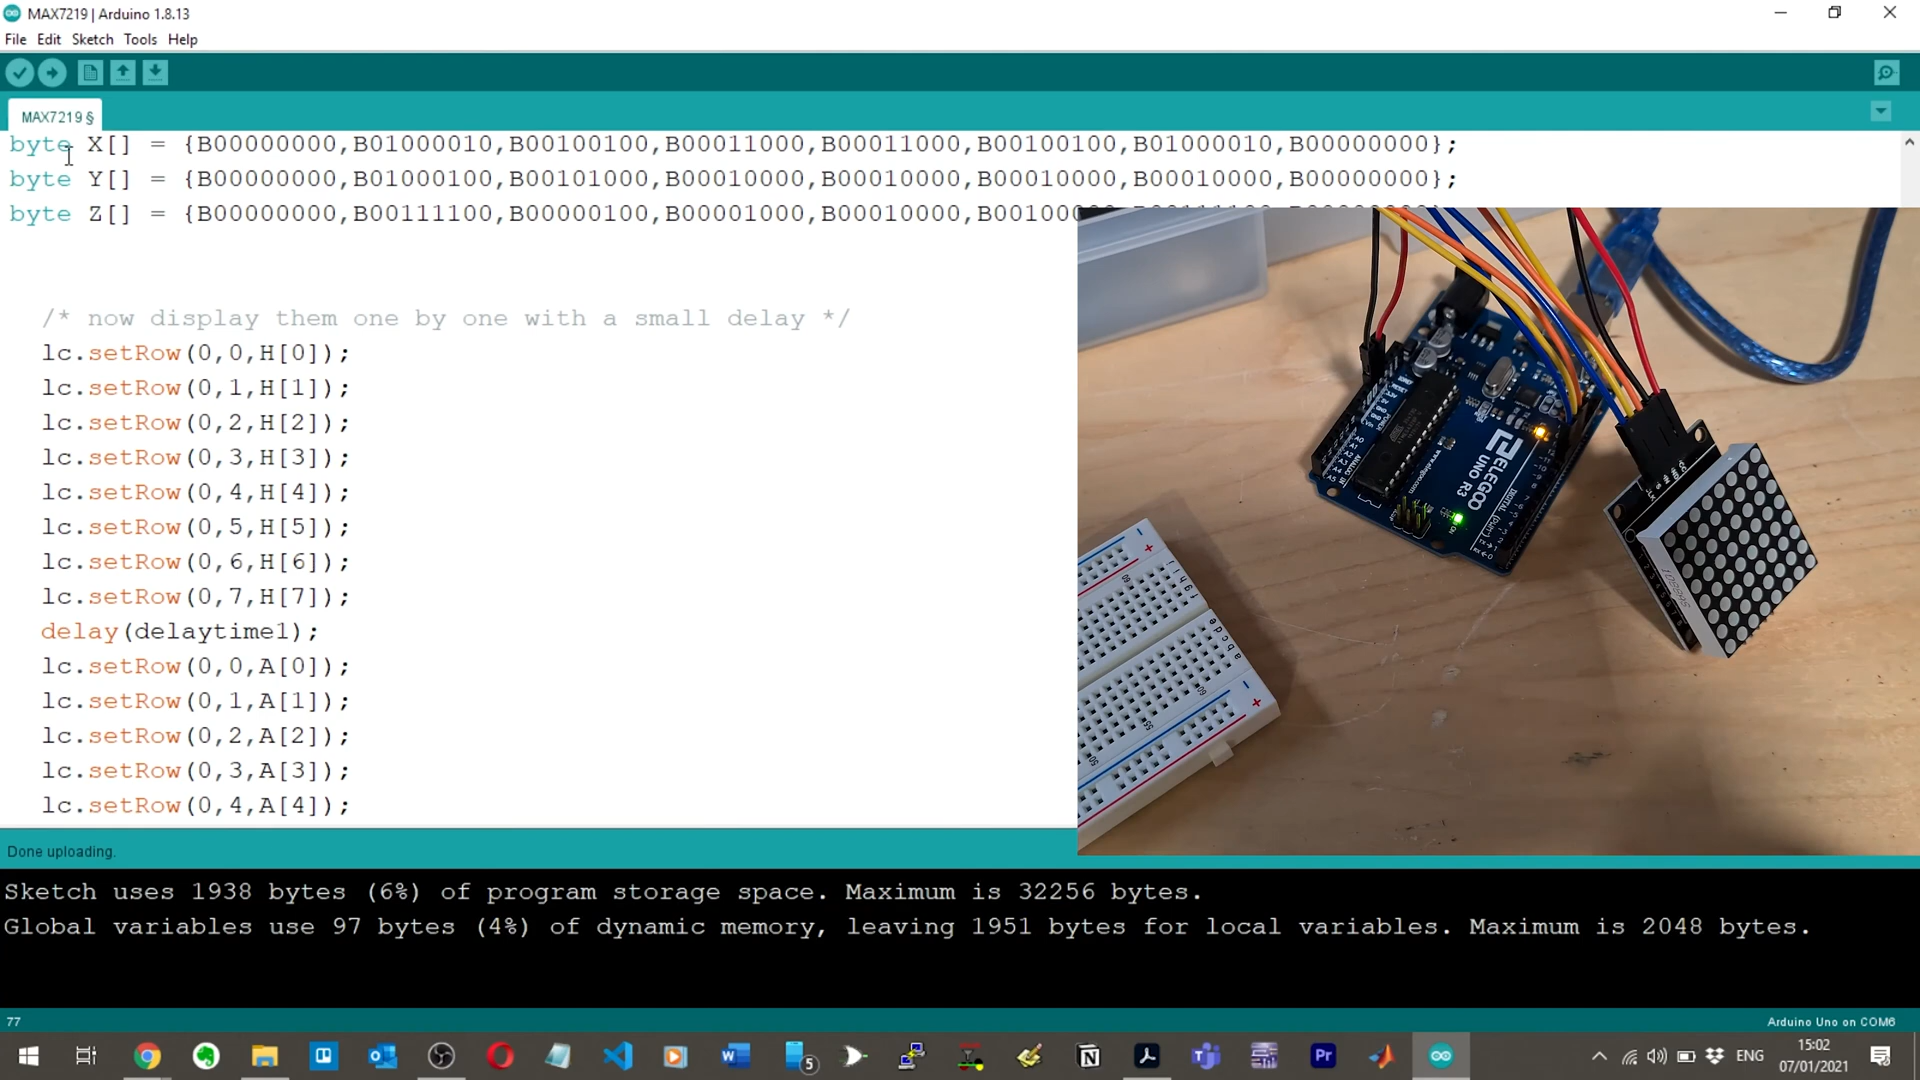 MAX7219 | Arduino 1.8.13
File Edit Sketch Tools Help
MAX7219 §
byte X[] = {B00000000,B01000010,B00100100,B00011000,B00011000,B00100100,B01000010,B00000000};
byte Y[] = {B00000000,B01000100,B00101000,B00010000,B00010000,B00010000,B00010000,B00000000};
byte Z[] = {B00000000,B00111100,B00000100,B00001000,B00010000,
/* now display them one by one with a small delay */
lc.setRow(0,0,H[0]);
lc.setRow(0,1,H[1]);
lc.setRow(0,2,H[2]);
lc.setRow(0,3,H[3]);
lc.setRow(0,4,H[4]);
lc.setRow(0,5,H[5]);
lc.setRow(0,6,H[6]);
lc.setRow(0,7,H[7]);
delay(delaytime1);
lc.setRow(0,0,A[0]);
lc.setRow(0,1,A[1]);
lc.setRow(0,2,A[2]);
lc.setRow(0,3,A[3]);
lc.setRow(0,4,A[4]);
ELEGOO
UNO R3
Done uploading.
Sketch uses 1938 bytes (6%) of program storage space. Maximum is 32256 bytes.
Global variables use 97 bytes (4%) of dynamic memory, leaving 1951 bytes for local variables. Maximum is 2048 bytes.
77
Arduino Uno on COM6
5
ENG
15:02
07/01/2021